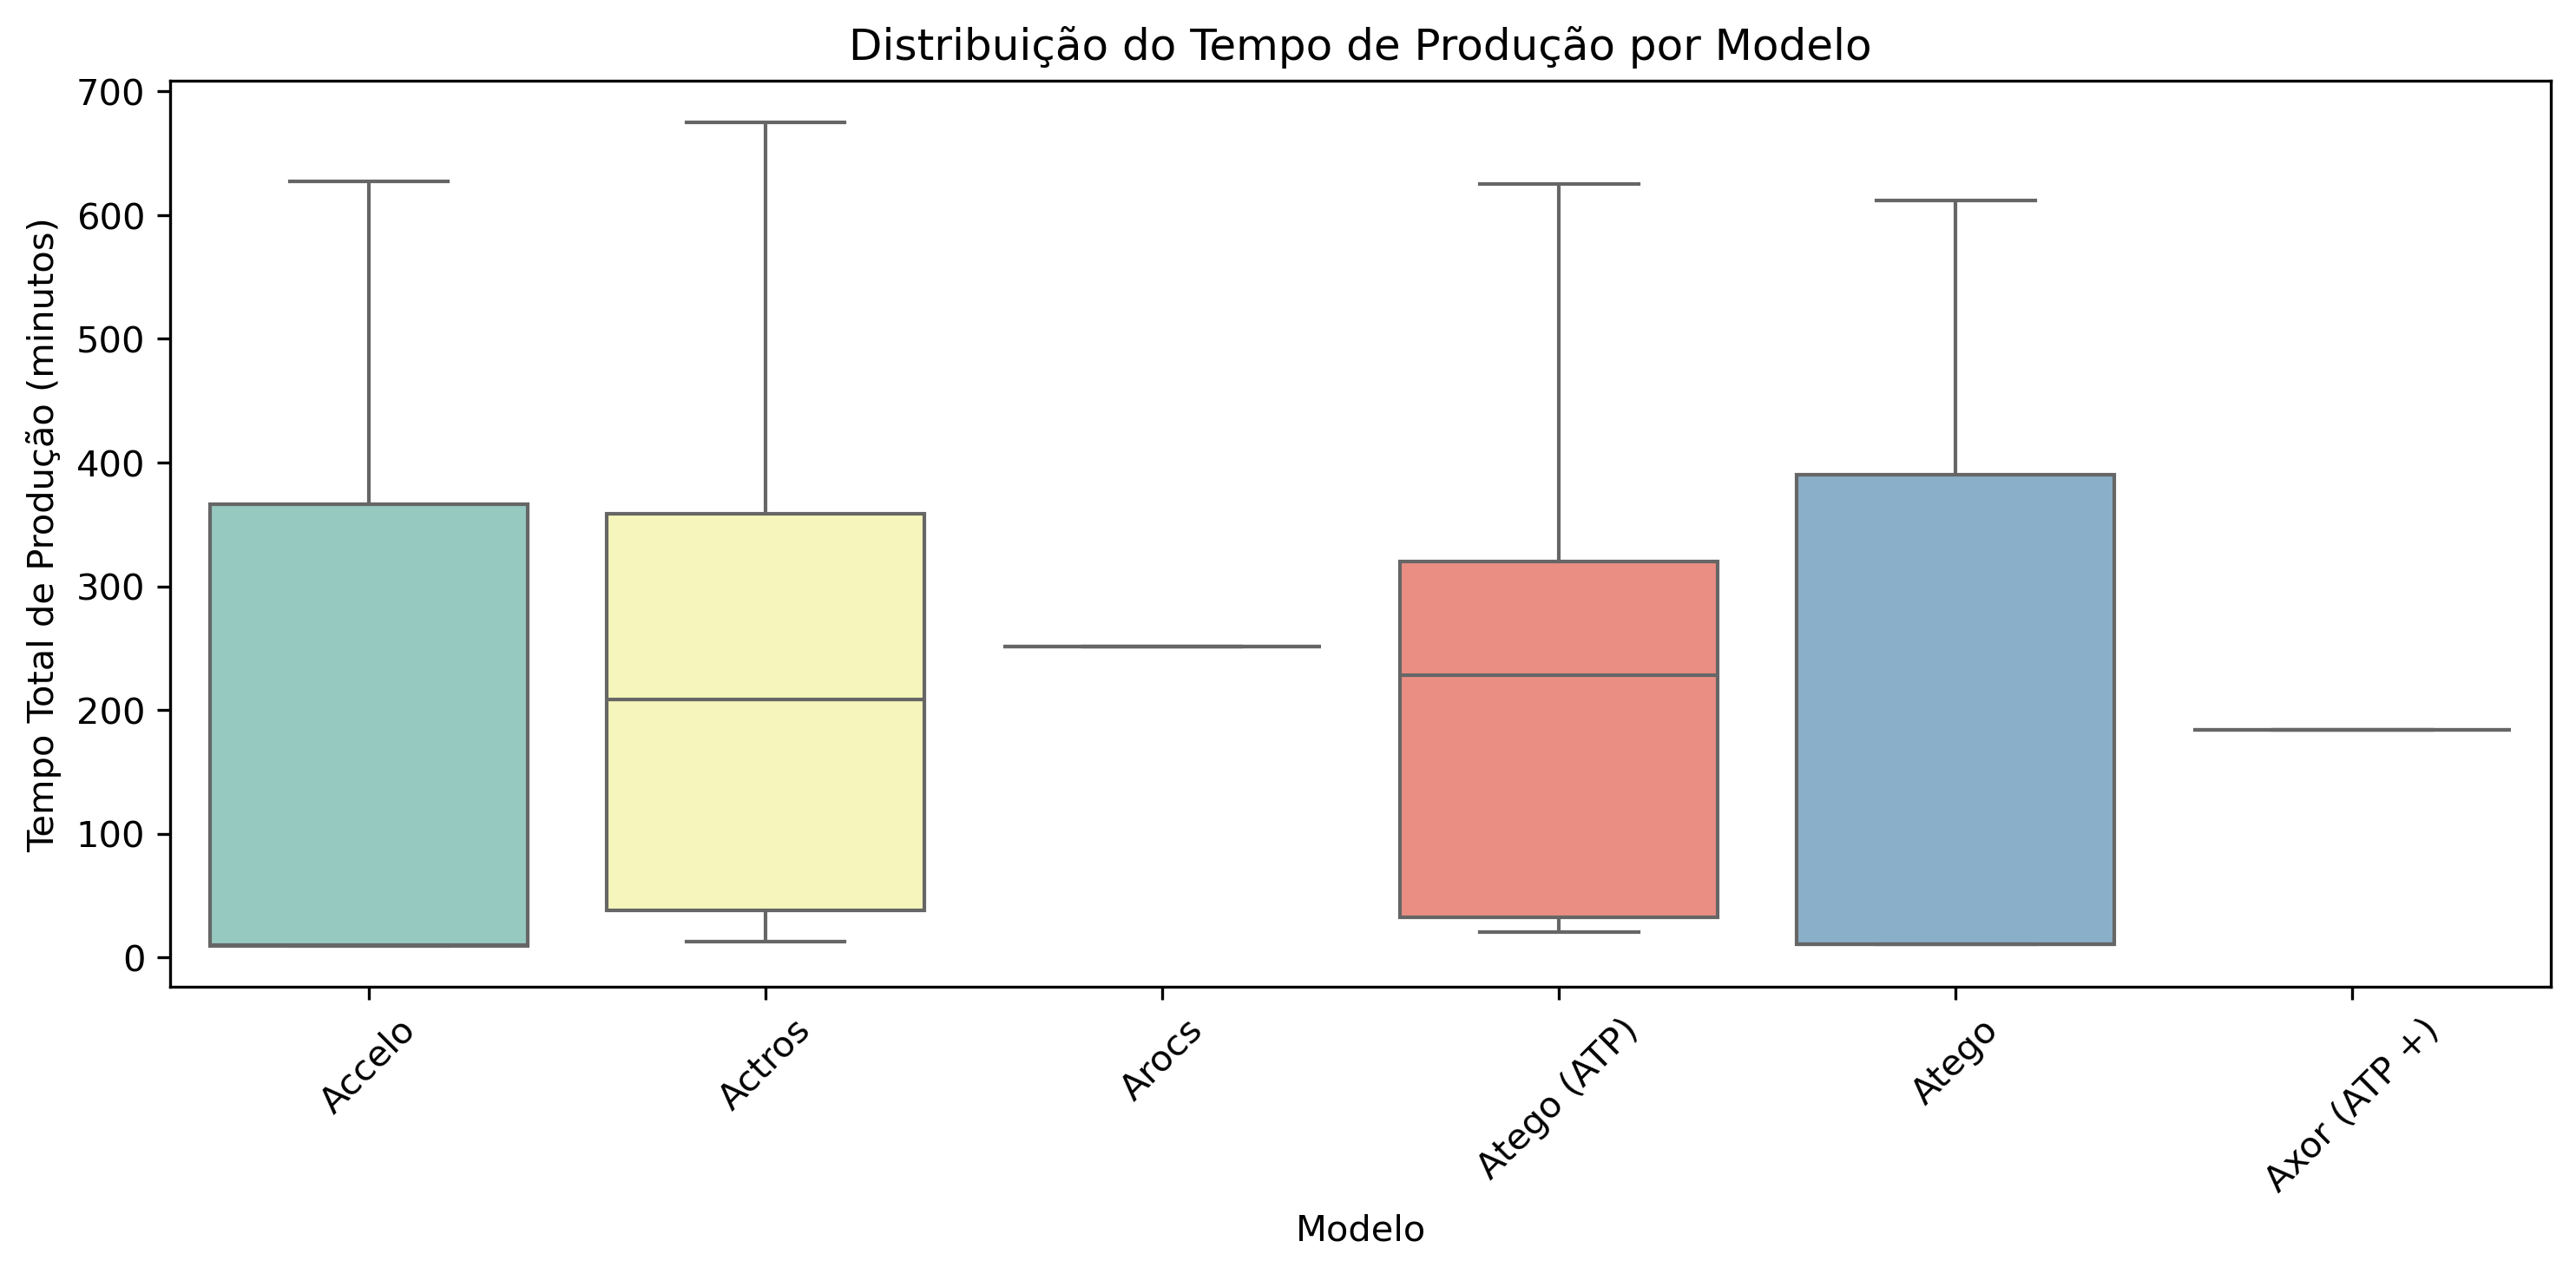 Distribuição do Tempo de Produção por Modelo
Tempo Total de Produção (minutos)
700
600
500
400
300
200
100
0
Accelo
Actros
Arocs
Atego (ATP)
Atego
Axor (ATP +)
Modelo